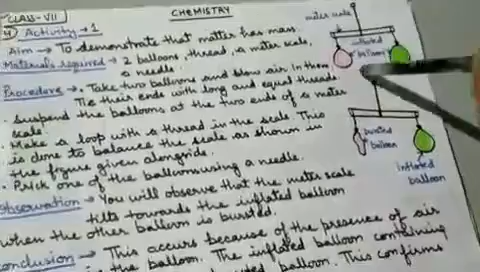 CLASS-VII
CHEMISTRY
Activity-1
Aim → To demonstrate that matter has mass.
Materials required → 2 balloons, thread, a meter scale,
a needle.
Procedure → Take two balloons and blow air in them
Tie their ends with long and equal threads.
• Suspend the balloons at the two ends of a meter
scale.
• Make a loop with a thread in the scale. This
is done to balance the scale as shown in
the figure given alongside.
• Prick one of the balloon using a needle.
Observation → You will observe that the meter scale
tilts towards the inflated balloon
when the other balloon is bursted.
Conclusion → This accurs because of the presence of air
in the balloon. The inflated balloon containing
balloon. This confirms
meter scale
inflated
balloon
bursted
balloon
inflated
balloon